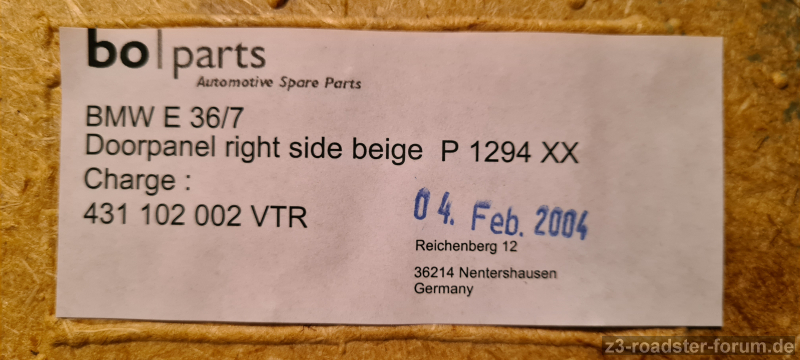 bo|parts
Automotive Spare Parts
BMW E 36/7
Doorpanel right side beige P 1294 XX
Charge :
431 102 002 VTR
04. Feb. 2004
Reichenberg 12
36214 Nentershausen
Germany
z3-roadster-forum.de